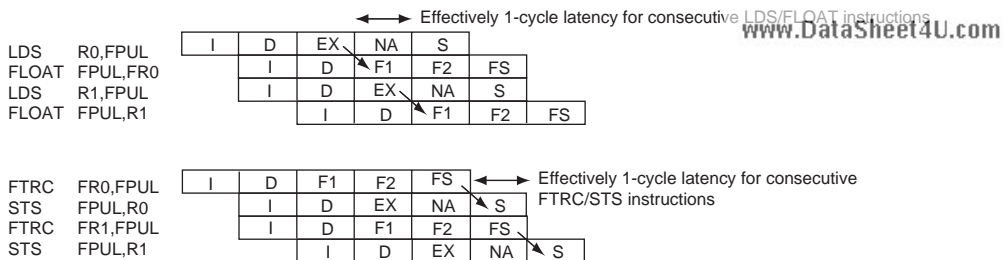 Effectively 1-cycle latency for consecutive LDS/FLOAT instructions
www.DataSheet4U.com
LDS R0,FPUL I D EX NA S
FLOAT FPUL,FR0 I D F1 F2 FS
LDS R1,FPUL I D EX NA S
FLOAT FPUL,R1 I D F1 F2 FS
FTRC FR0,FPUL I D F1 F2 FS Effectively 1-cycle latency for consecutive
FTRC/STS instructions
STS FPUL,R0 I D EX NA S
FTRC FR1,FPUL I D F1 F2 FS
STS FPUL,R1 I D EX NA S